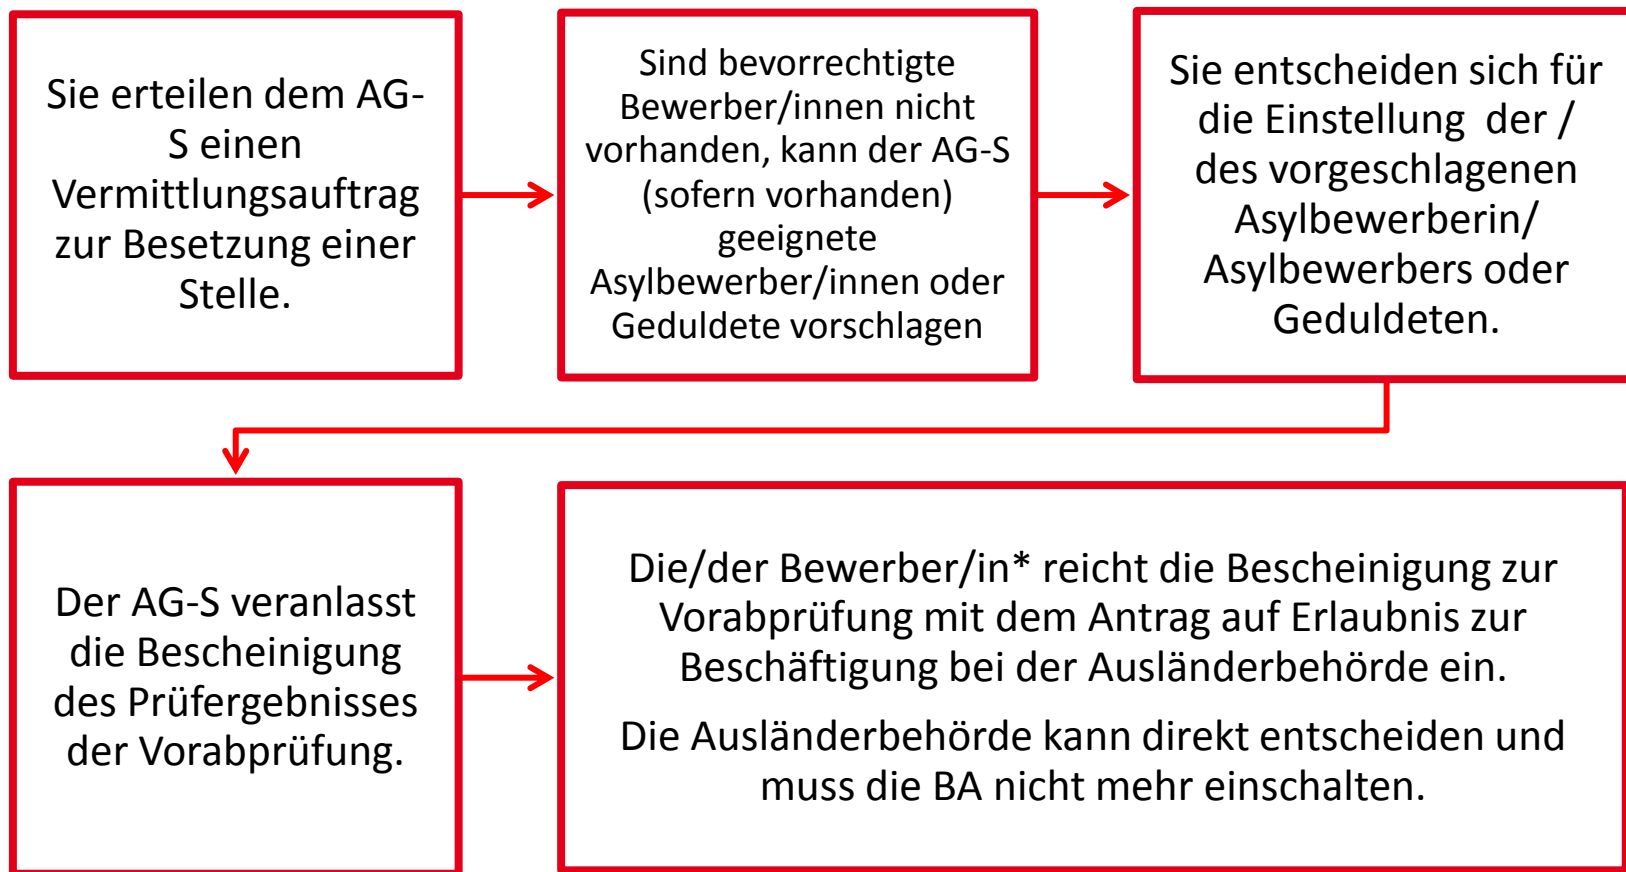 Sie erteilen dem AG-
S einen
Vermittlungsauftrag
zur Besetzung einer
Stelle.
Sind bevorrechtigte
Bewerber/innen nicht
vorhanden, kann der AG-S
(sofern vorhanden)
geeignete
Asylbewerber/innen oder
Geduldete vorschlagen
Sie entscheiden sich für
die Einstellung der /
des vorgeschlagenen
Asylbewerberin/
Asylbewerbers oder
Geduldeten.
Der AG-S veranlasst
die Bescheinigung
des Prüfergebnisses
der Vorabprüfung.
Die/der Bewerber/in* reicht die Bescheinigung zur
Vorabprüfung mit dem Antrag auf Erlaubnis zur
Beschäftigung bei der Ausländerbehörde ein.
Die Ausländerbehörde kann direkt entscheiden und
muss die BA nicht mehr einschalten.